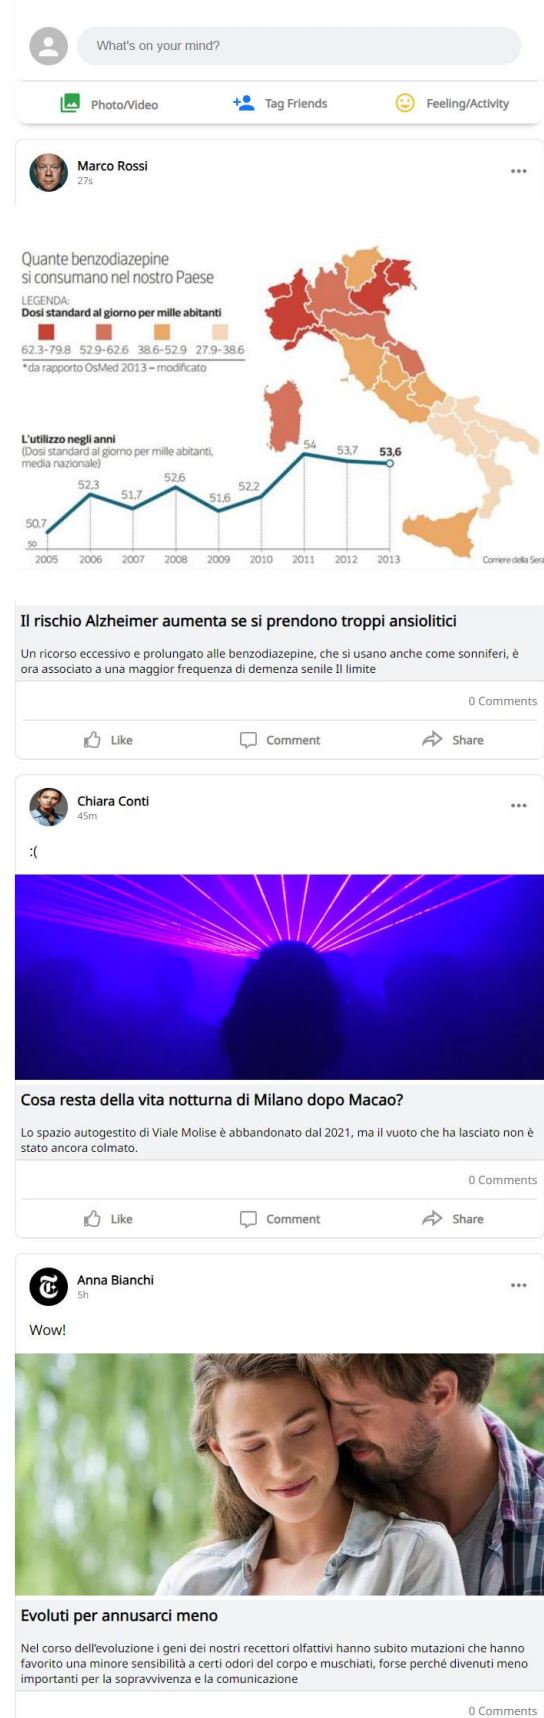 What's on your mind?
Photo/Video
Tag Friends
Feeling/Activity
Marco Rossi
27s
Quante benzodiazepine
si consumano nel nostro Paese
LEGENDA:
Dosi standard al giorno per mille abitanti
62.3-79.8 52.9-62.6 38.6-52.9 27.9-38.6
*da rapporto OsMed 2013 – modificato
L'utilizzo negli anni
(Dosi standard al giorno per mille abitanti,
media nazionale)
50,7
52,3
51,7
52,6
51,6
52,2
54
53,7
53,6
50
2005 2006 2007 2008 2009 2010 2011 2012 2013
Corriere della Sera
Il rischio Alzheimer aumenta se si prendono troppi ansiolitici
Un ricorso eccessivo e prolungato alle benzodiazepine, che si usano anche come sonniferi, è
ora associato a una maggior frequenza di demenza senile Il limite
0 Comments
Like
Comment
Share
Chiara Conti
45m
:(
Cosa resta della vita notturna di Milano dopo Macao?
Lo spazio autogestito di Viale Molise è abbandonato dal 2021, ma il vuoto che ha lasciato non è
stato ancora colmato.
0 Comments
Like
Comment
Share
Anna Bianchi
5h
Wow!
Evoluti per annusarci meno
Nel corso dell'evoluzione i geni dei nostri recettori olfattivi hanno subito mutazioni che hanno
favorito una minore sensibilità a certi odori del corpo e muschiati, forse perché divenuti meno
importanti per la sopravvivenza e la comunicazione
0 Comments